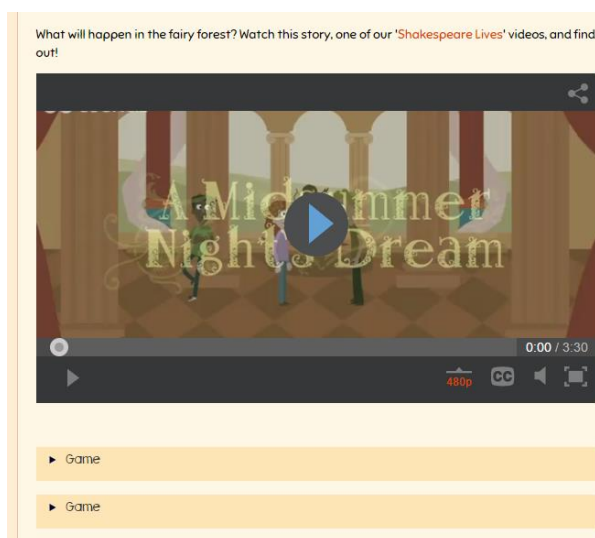 What will happen in the fairy forest? Watch this story, one of our 'Shakespeare Lives' videos, and find
out!
A Midsummer
Night's Dream
0:00 / 3:30
480p
CC
Game
Game